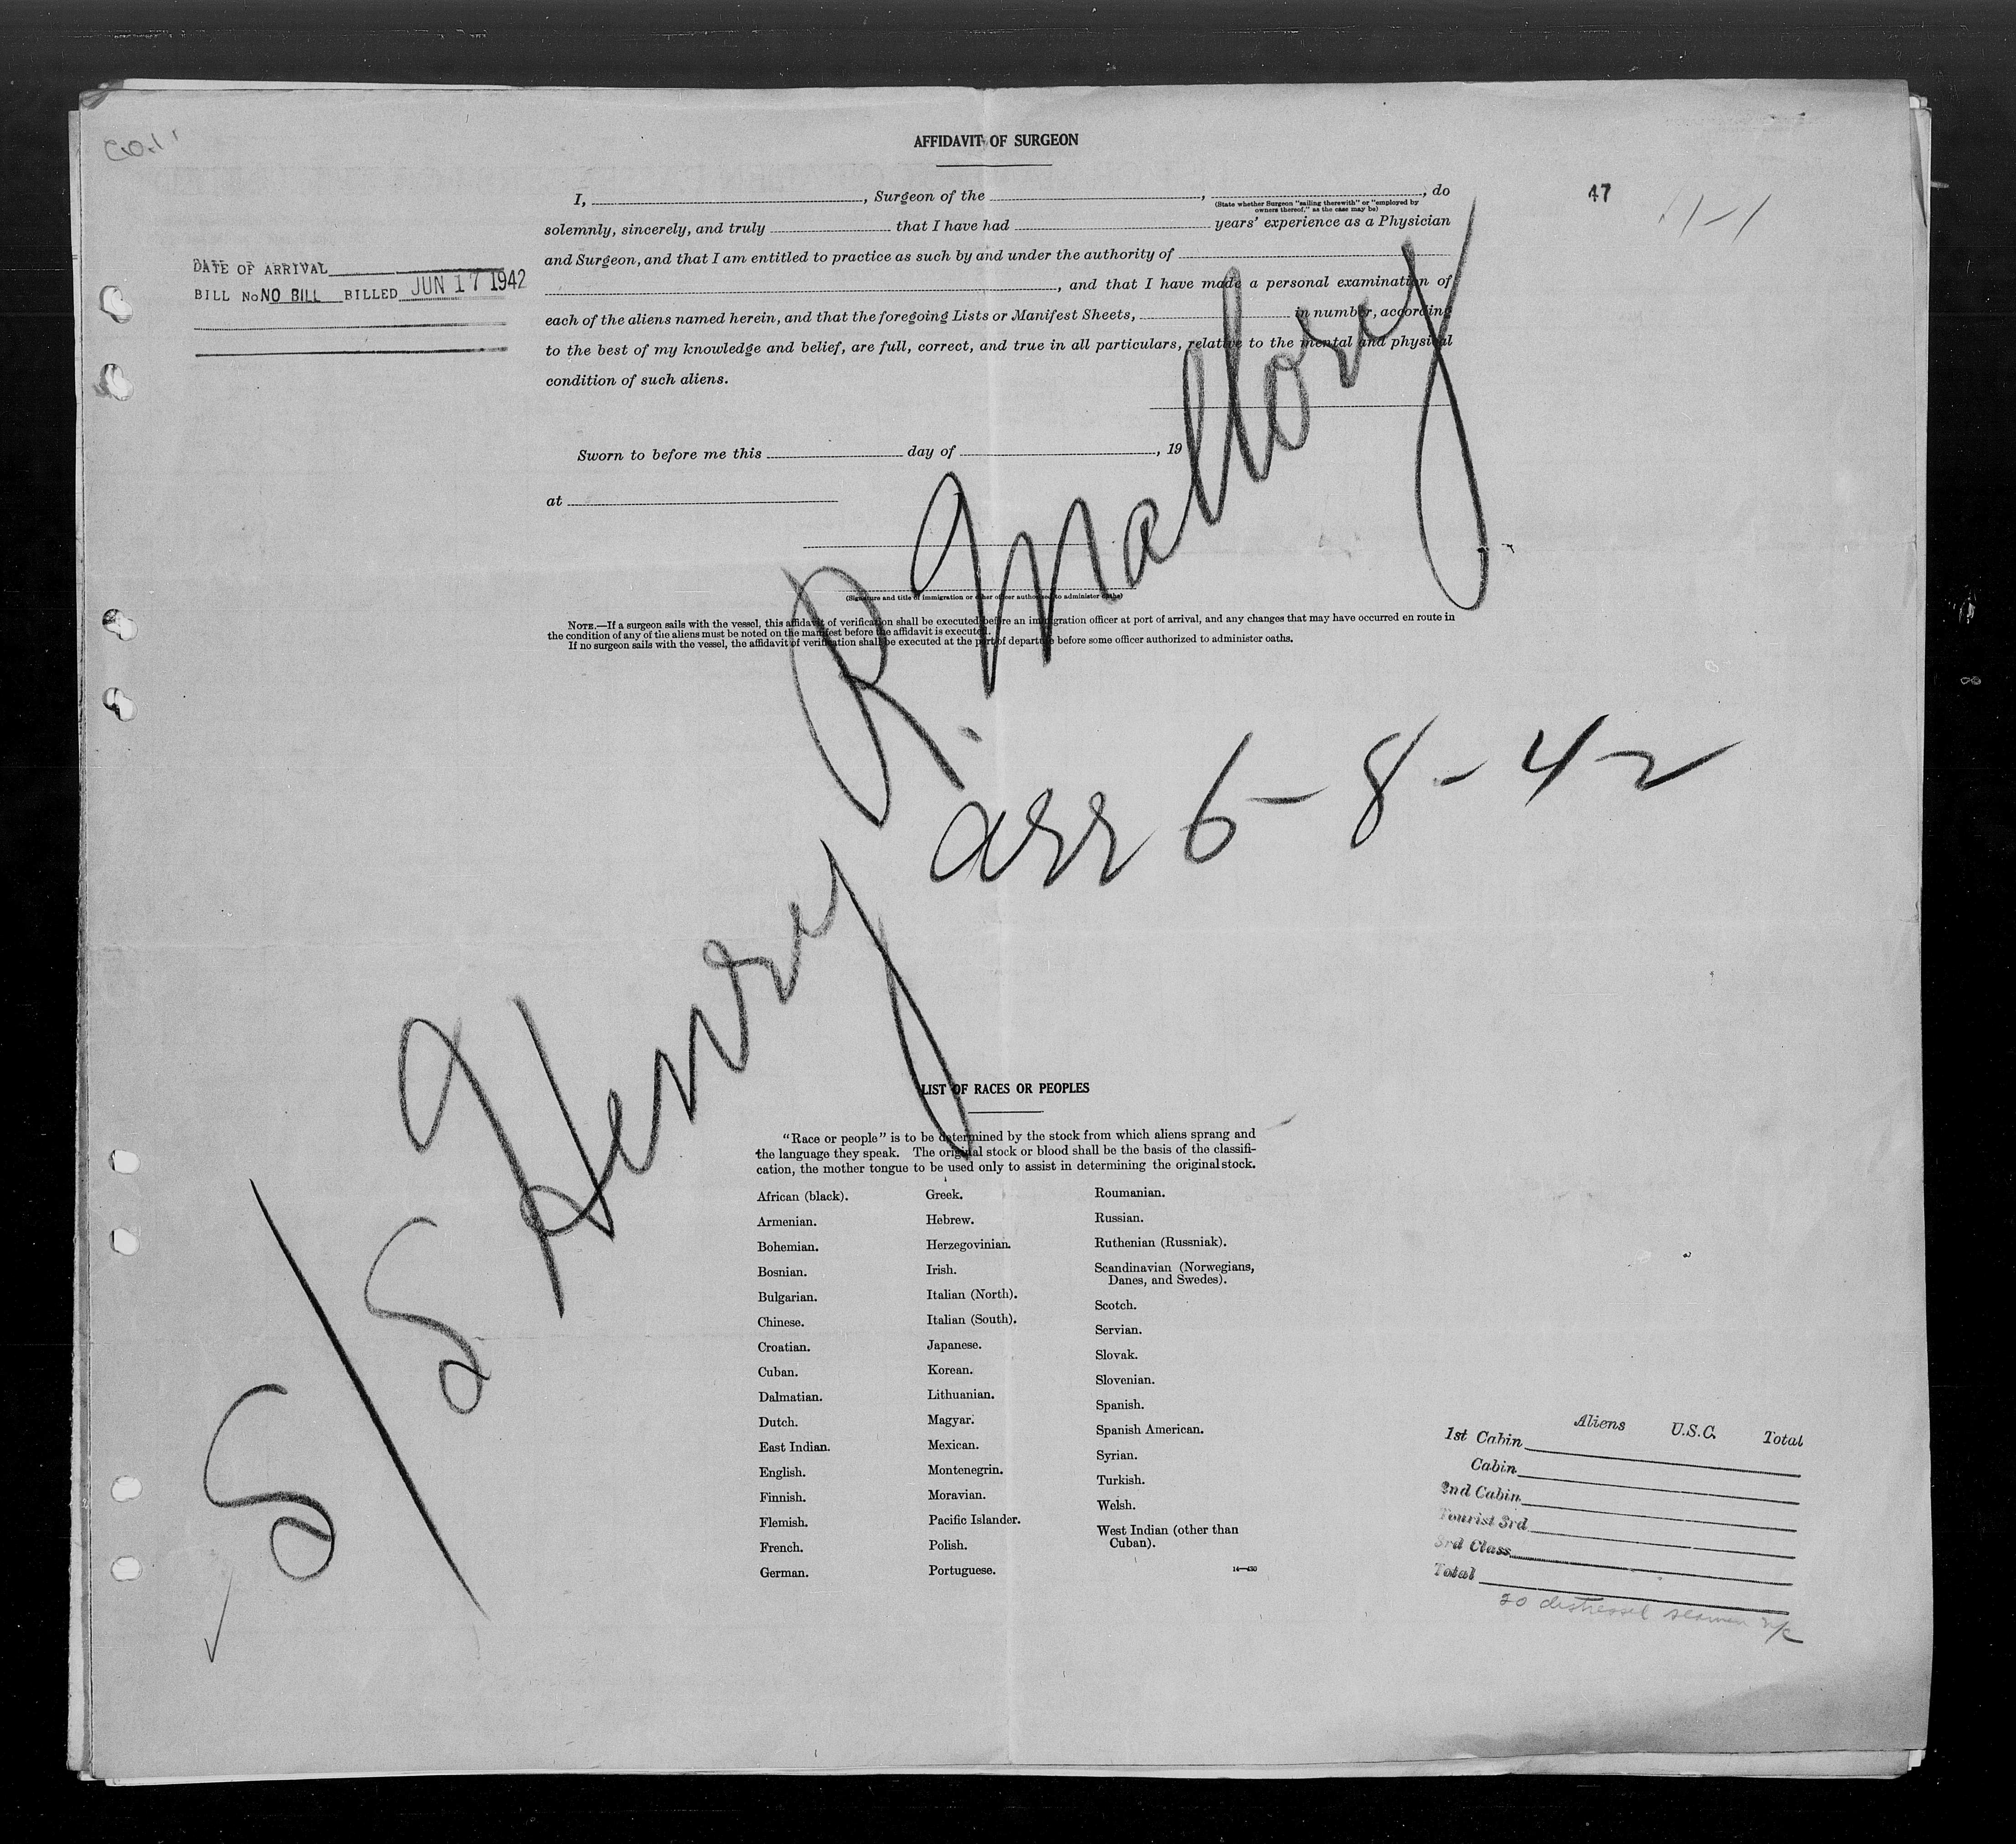 AFFIDAVIT OF SURGEON
47
I, , Surgeon of the , , do
(State whether Surgeon "sailing therewith" or "employed by
owners thereof," as the case may be)
solemnly, sincerely, and truly that I have had years' experience as a Physician
and Surgeon, and that I am entitled to practice as such by and under the authority of
, and that I have made a personal examination of
each of the aliens named herein, and that the foregoing Lists or Manifest Sheets, in number, according
to the best of my knowledge and belief, are full, correct, and true in all particulars, relative to the mental and physical
condition of such aliens.
DATE OF ARRIVAL
BILL No. NO BILL BILLED JUN 17 1942
Sworn to before me this day of , 19
at
(Signature and title of immigration or other officer authorized to administer oaths)
NOTE.—If a surgeon sails with the vessel, this affidavit of verification shall be executed before an immigration officer at port of arrival, and any changes that may have occurred en route in
the condition of any of the aliens must be noted on the manifest before the affidavit is executed.
If no surgeon sails with the vessel, the affidavit of verification shall be executed at the port of departure before some officer authorized to administer oaths.
S/S Henry R. Mallory
arr 6-8-42
LIST OF RACES OR PEOPLES
"Race or people" is to be determined by the stock from which aliens sprang and
the language they speak. The original stock or blood shall be the basis of the classifi-
cation, the mother tongue to be used only to assist in determining the original stock.
African (black).
Armenian.
Bohemian.
Bosnian.
Bulgarian.
Chinese.
Croatian.
Cuban.
Dalmatian.
Dutch.
East Indian.
English.
Finnish.
Flemish.
French.
German.
Greek.
Hebrew.
Herzegovinian.
Irish.
Italian (North).
Italian (South).
Japanese.
Korean.
Lithuanian.
Magyar.
Mexican.
Montenegrin.
Moravian.
Pacific Islander.
Polish.
Portuguese.
Roumanian.
Russian.
Ruthenian (Russniak).
Scandinavian (Norwegians,
Danes, and Swedes).
Scotch.
Servian.
Slovak.
Slovenian.
Spanish.
Spanish American.
Syrian.
Turkish.
Welsh.
West Indian (other than
Cuban).
14—430
Aliens U.S.C. Total
1st Cabin
Cabin
2nd Cabin
Tourist 3rd
3rd Class
Total
20 distressed seamen